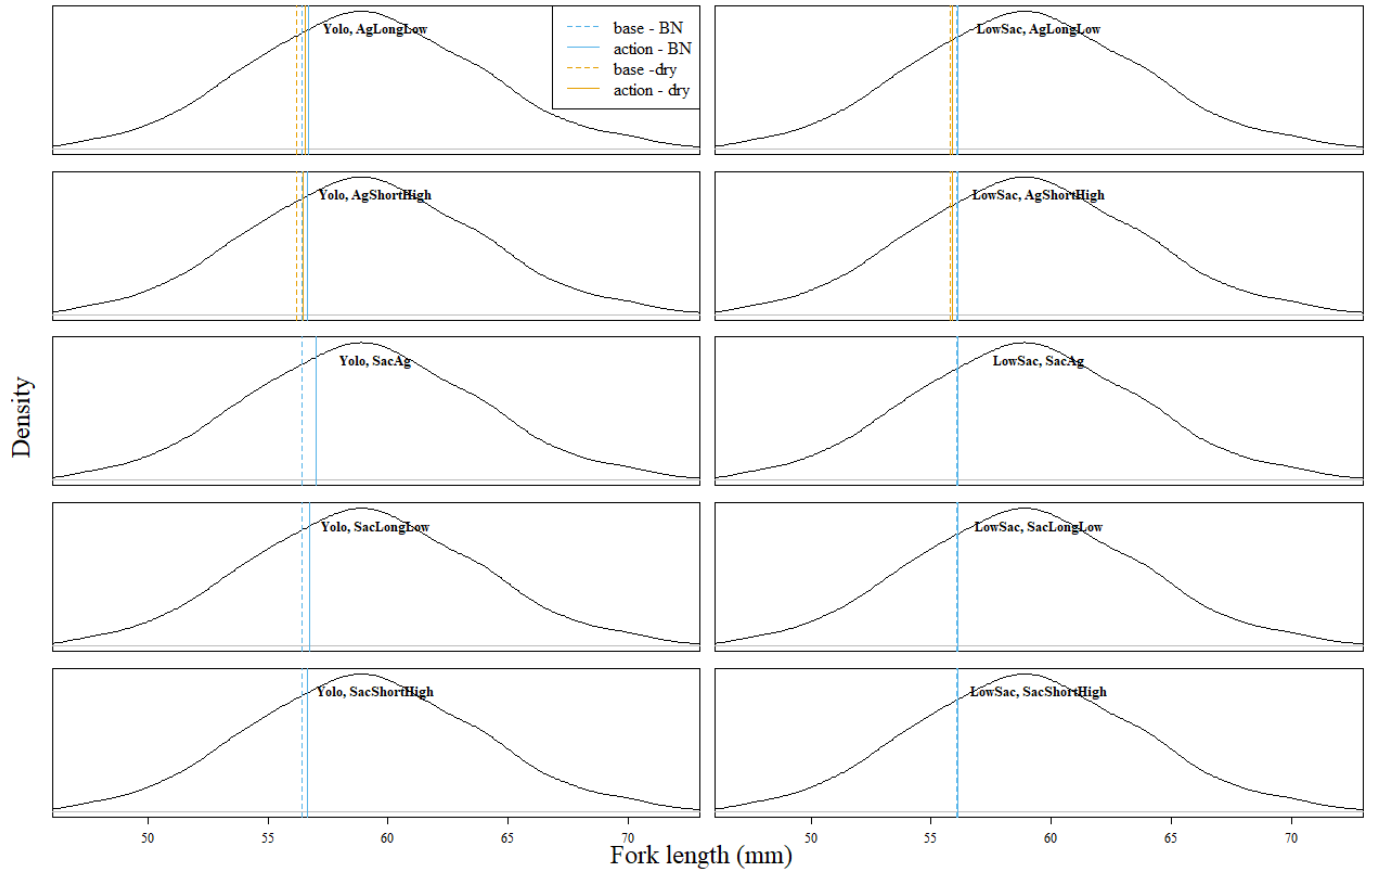 Yolo, AgLongLow
base - BN
action - BN
base -dry
action - dry
LowSac, AgLongLow
Yolo, AgShortHigh
LowSac, AgShortHigh
Yolo, SacAg
LowSac, SacAg
Density
Yolo, SacLongLow
LowSac, SacLongLow
Yolo, SacShortHigh
LowSac, SacShortHigh
50 55 60 65 70
50 55 60 65 70
Fork length (mm)